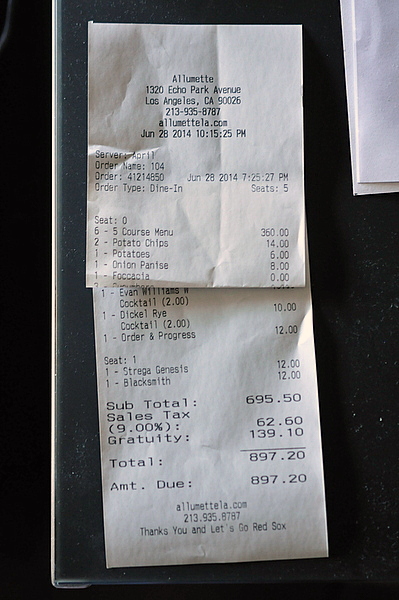 Allumette
1320 Echo Park Avenue
Los Angeles, CA 90026
213-935-8787
allumettela.com
Jun 28 2014 10:15:25 PM
Server: April
Order Name: 104
Order: 41214850 Jun 28 2014 7:25:27 PM
Order Type: Dine-In Seats: 5
Seat: 0
6 - 5 Course Menu 360.00
2 - Potato Chips 14.00
1 - Potatoes 6.00
1 - Onion Panise 8.00
1 - Foccacia 0.00
1 - Evan Williams W
Cocktail (2.00) 10.00
1 - Dickel Rye
Cocktail (2.00)
1 - Order & Progress 12.00
Seat: 1
1 - Strega Genesis 12.00
1 - Blacksmith 12.00
Sub Total: 695.50
Sales Tax
(9.00%): 62.60
Gratuity: 139.10
Total: 897.20
Amt. Due: 897.20
allumettela.com
213.935.8787
Thanks You and Let's Go Red Sox